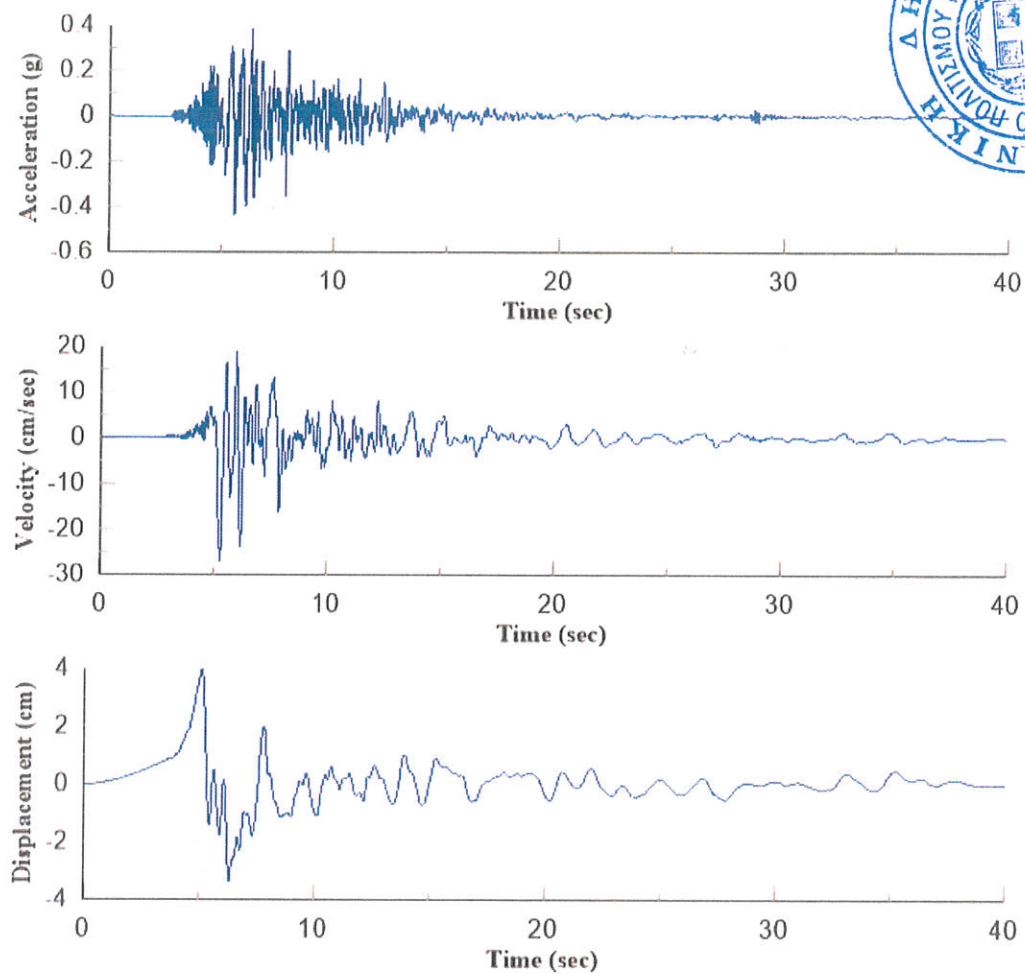 0.4
0.2
0
-0.2
-0.4
-0.6
Acceleration (g)
0 10 20 30 40
Time (sec)
20
10
0
-10
-20
-30
Velocity (cm/sec)
0 10 20 30 40
Time (sec)
4
2
0
-2
-4
Displacement (cm)
0 10 20 30 40
Time (sec)
ΝΙΚΗ